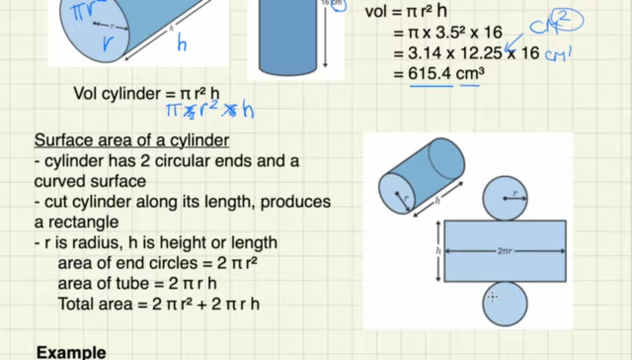 πr
r
h
h
16 cm
vol = π r² h
= π x 3.5² x 16
= 3.14 x 12.25 x 16
= 615.4 cm³
cm²
cm¹
Vol cylinder = π r² h
π x r² x h
Surface area of a cylinder
- cylinder has 2 circular ends and a
curved surface
- cut cylinder along its length, produces
a rectangle
- r is radius, h is height or length
area of end circles = 2 π r²
area of tube = 2 π r h
Total area = 2 π r² + 2 π r h
r
h
r
h
2πr
Example